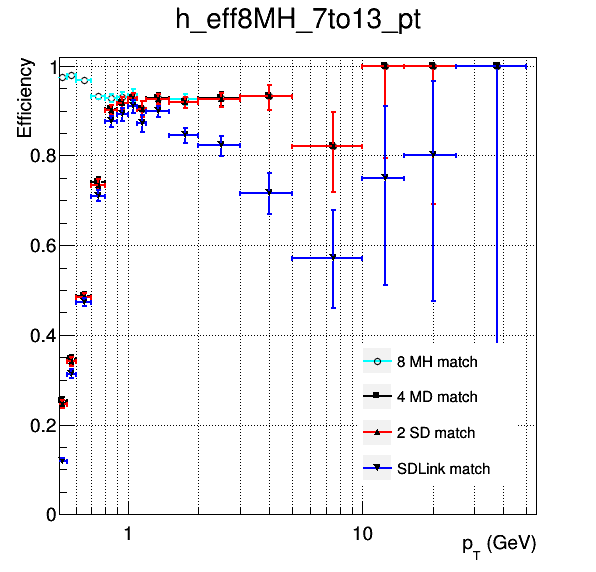 h_eff8MH_7to13_pt
Efficiency
1
0.8
0.6
0.4
0.2
0
8 MH match
4 MD match
2 SD match
SDLink match
1
10
p_T (GeV)